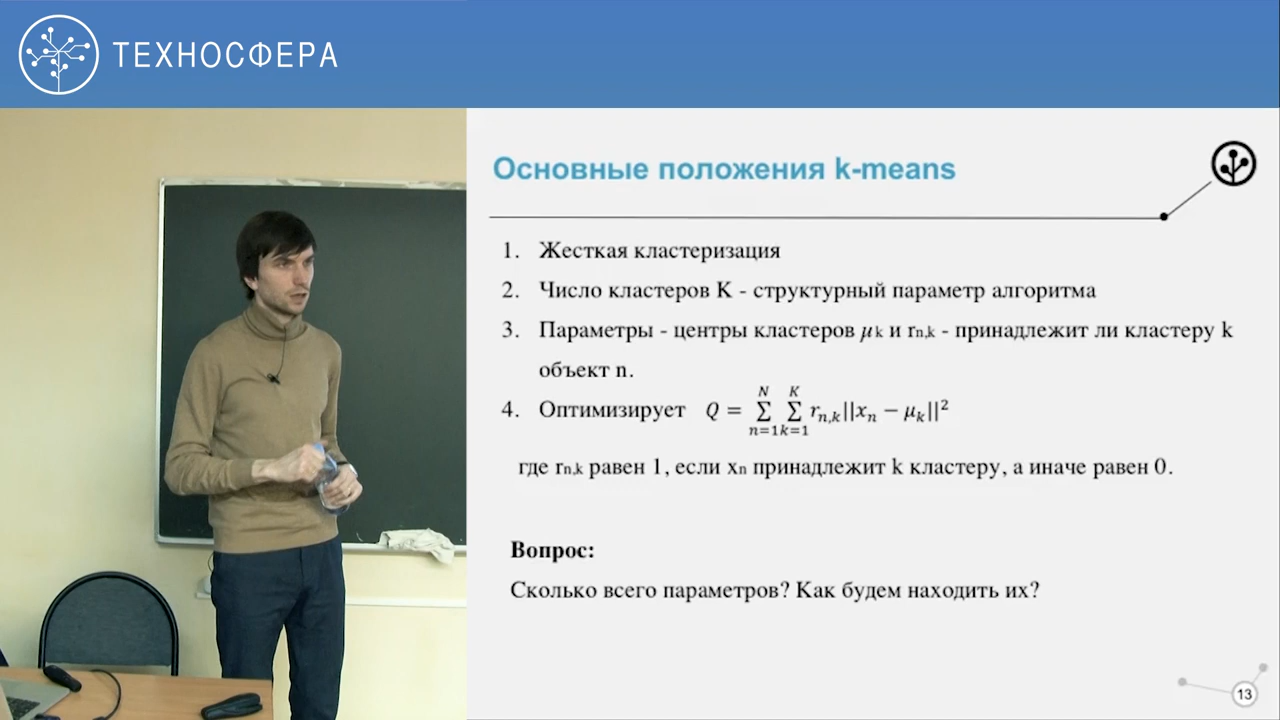 ТЕХНОСФЕРА
Основные положения k-means
1. Жесткая кластеризация
2. Число кластеров K - структурный параметр алгоритма
3. Параметры - центры кластеров μk и rn,k - принадлежит ли кластеру k
объект n.
4. Оптимизирует Q = ∑_{n=1}^{N} ∑_{k=1}^{K} r_{n,k}||x_n − μ_k||²
где rn,k равен 1, если xn принадлежит k кластеру, а иначе равен 0.
Вопрос:
Сколько всего параметров? Как будем находить их?
13